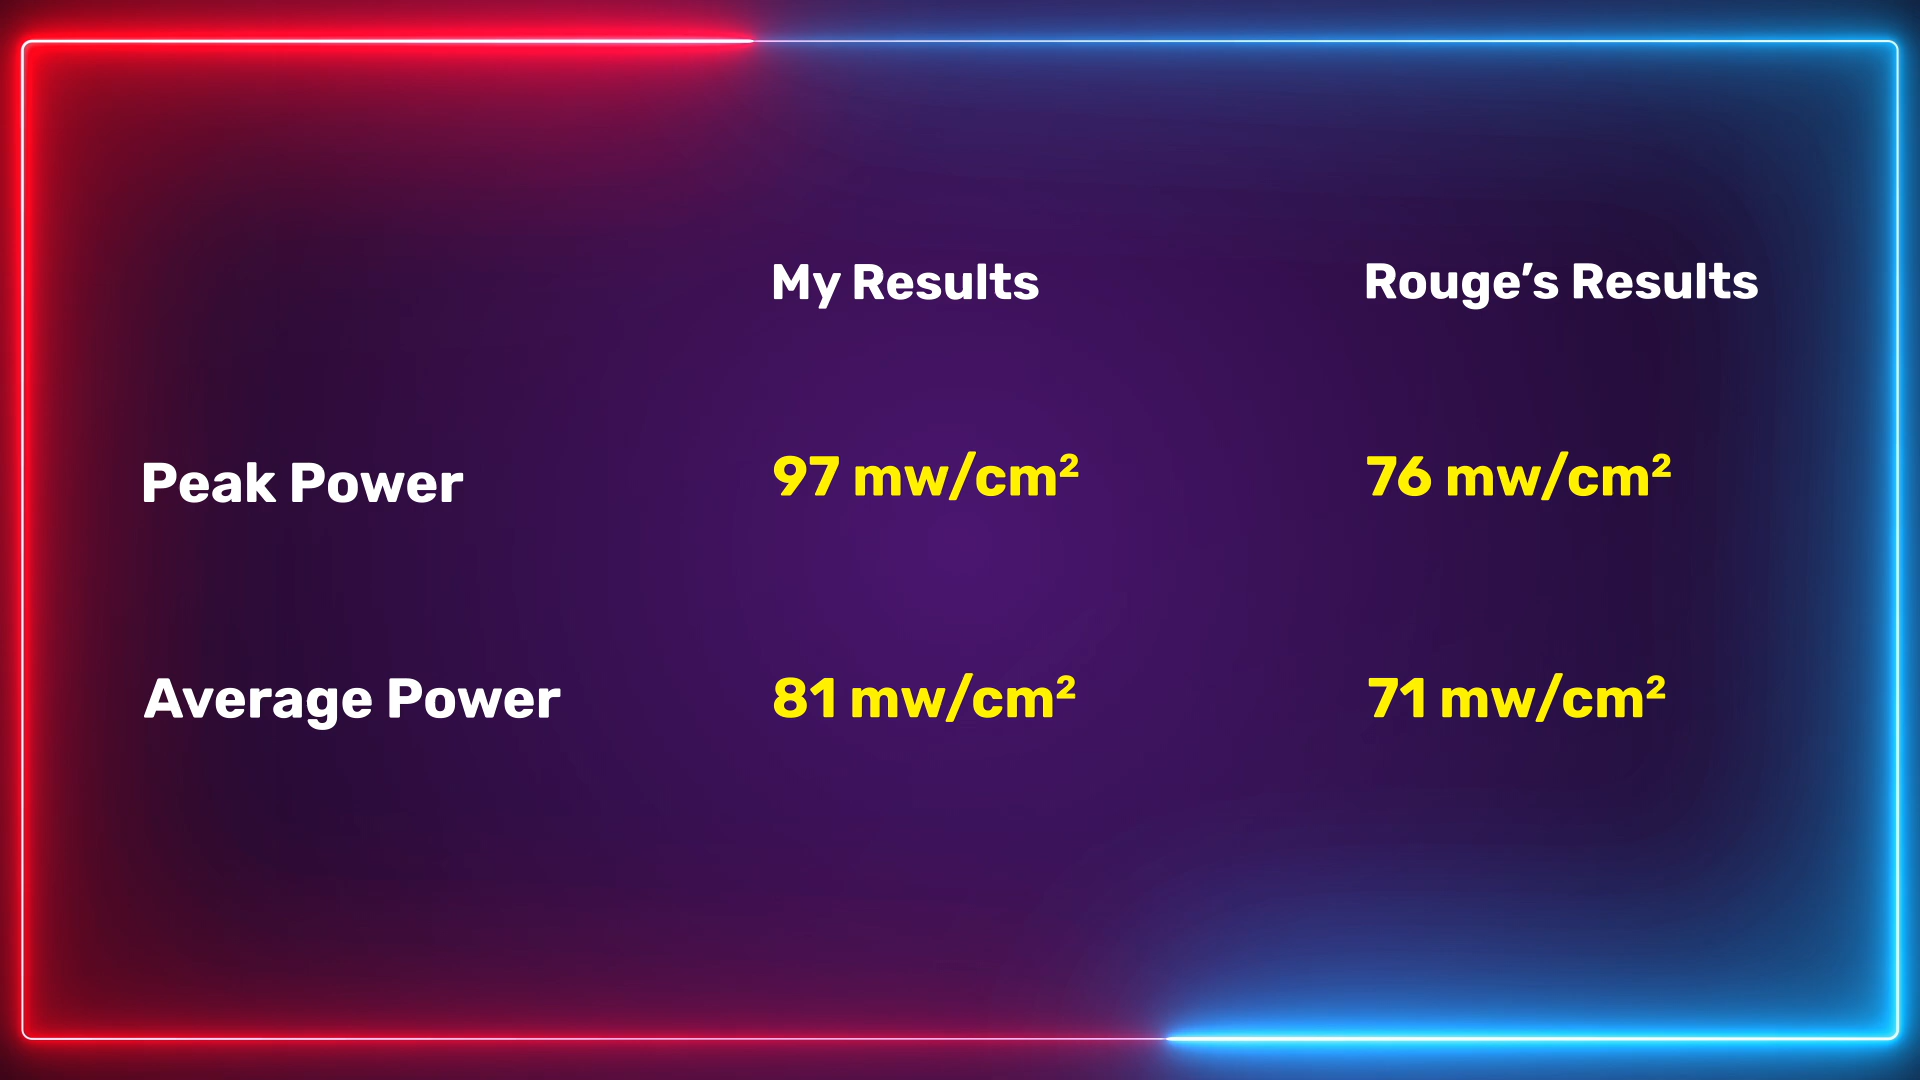 My Results Rouge’s Results
Peak Power 97 mw/cm² 76 mw/cm²
Average Power 81 mw/cm² 71 mw/cm²